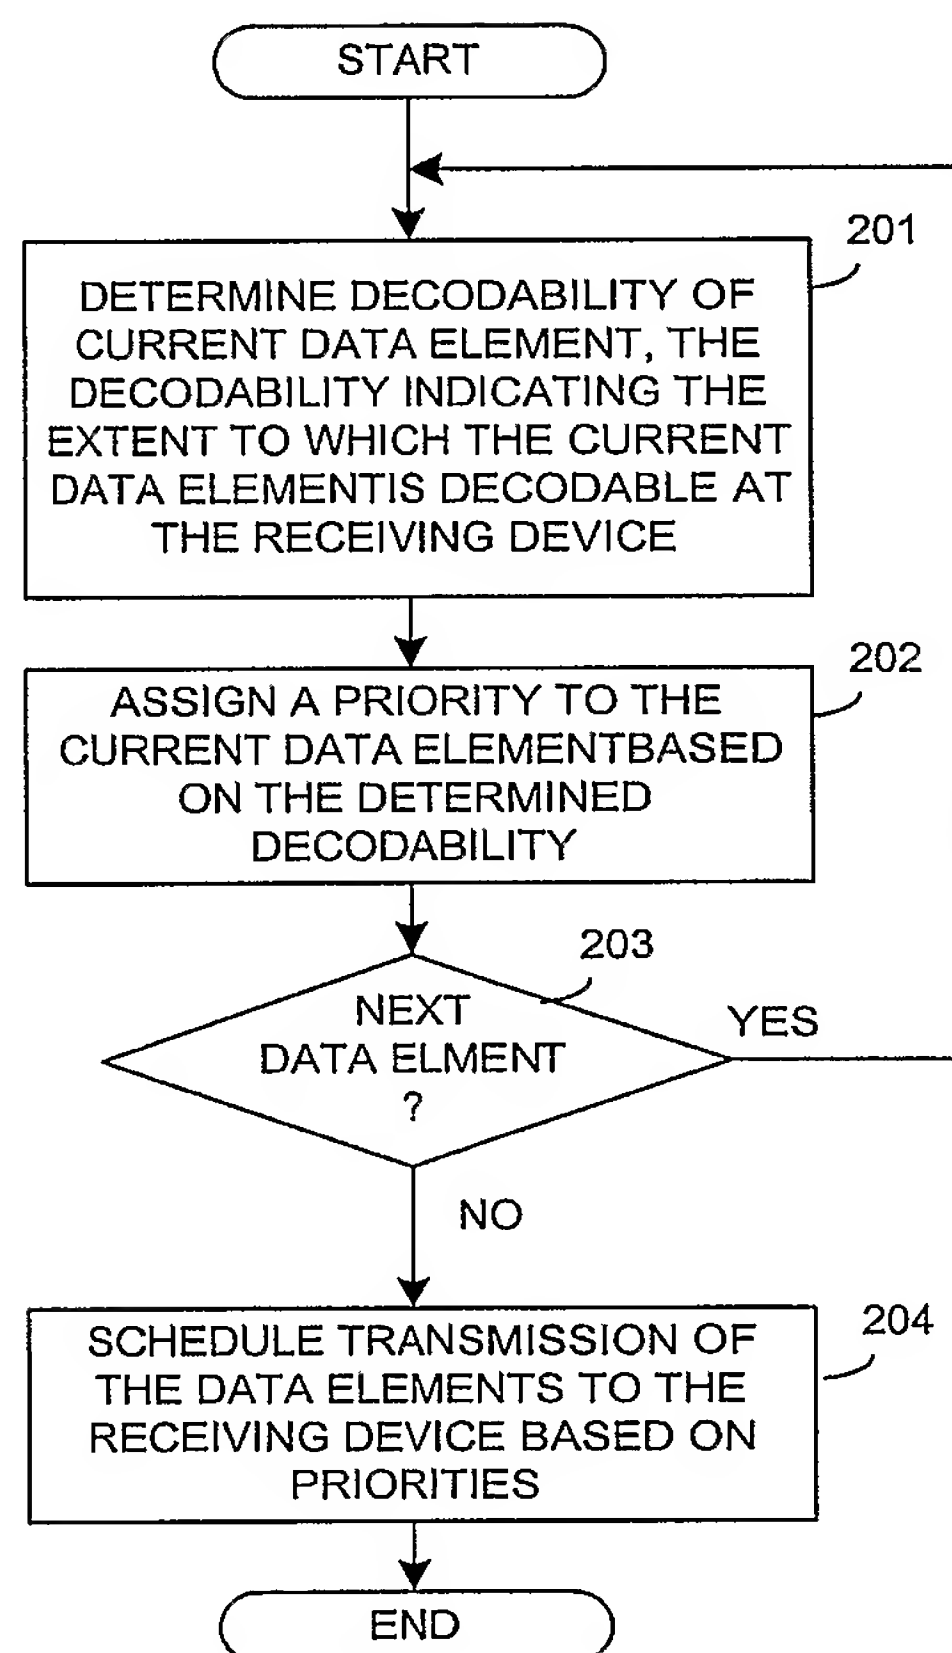 START
201
DETERMINE DECODABILITY OF
CURRENT DATA ELEMENT, THE
DECODABILITY INDICATING THE
EXTENT TO WHICH THE CURRENT
DATA ELEMENTIS DECODABLE AT
THE RECEIVING DEVICE
202
ASSIGN A PRIORITY TO THE
CURRENT DATA ELEMENTBASED
ON THE DETERMINED
DECODABILITY
203
NEXT
DATA ELMENT
?
YES
NO
204
SCHEDULE TRANSMISSION OF
THE DATA ELEMENTS TO THE
RECEIVING DEVICE BASED ON
PRIORITIES
END